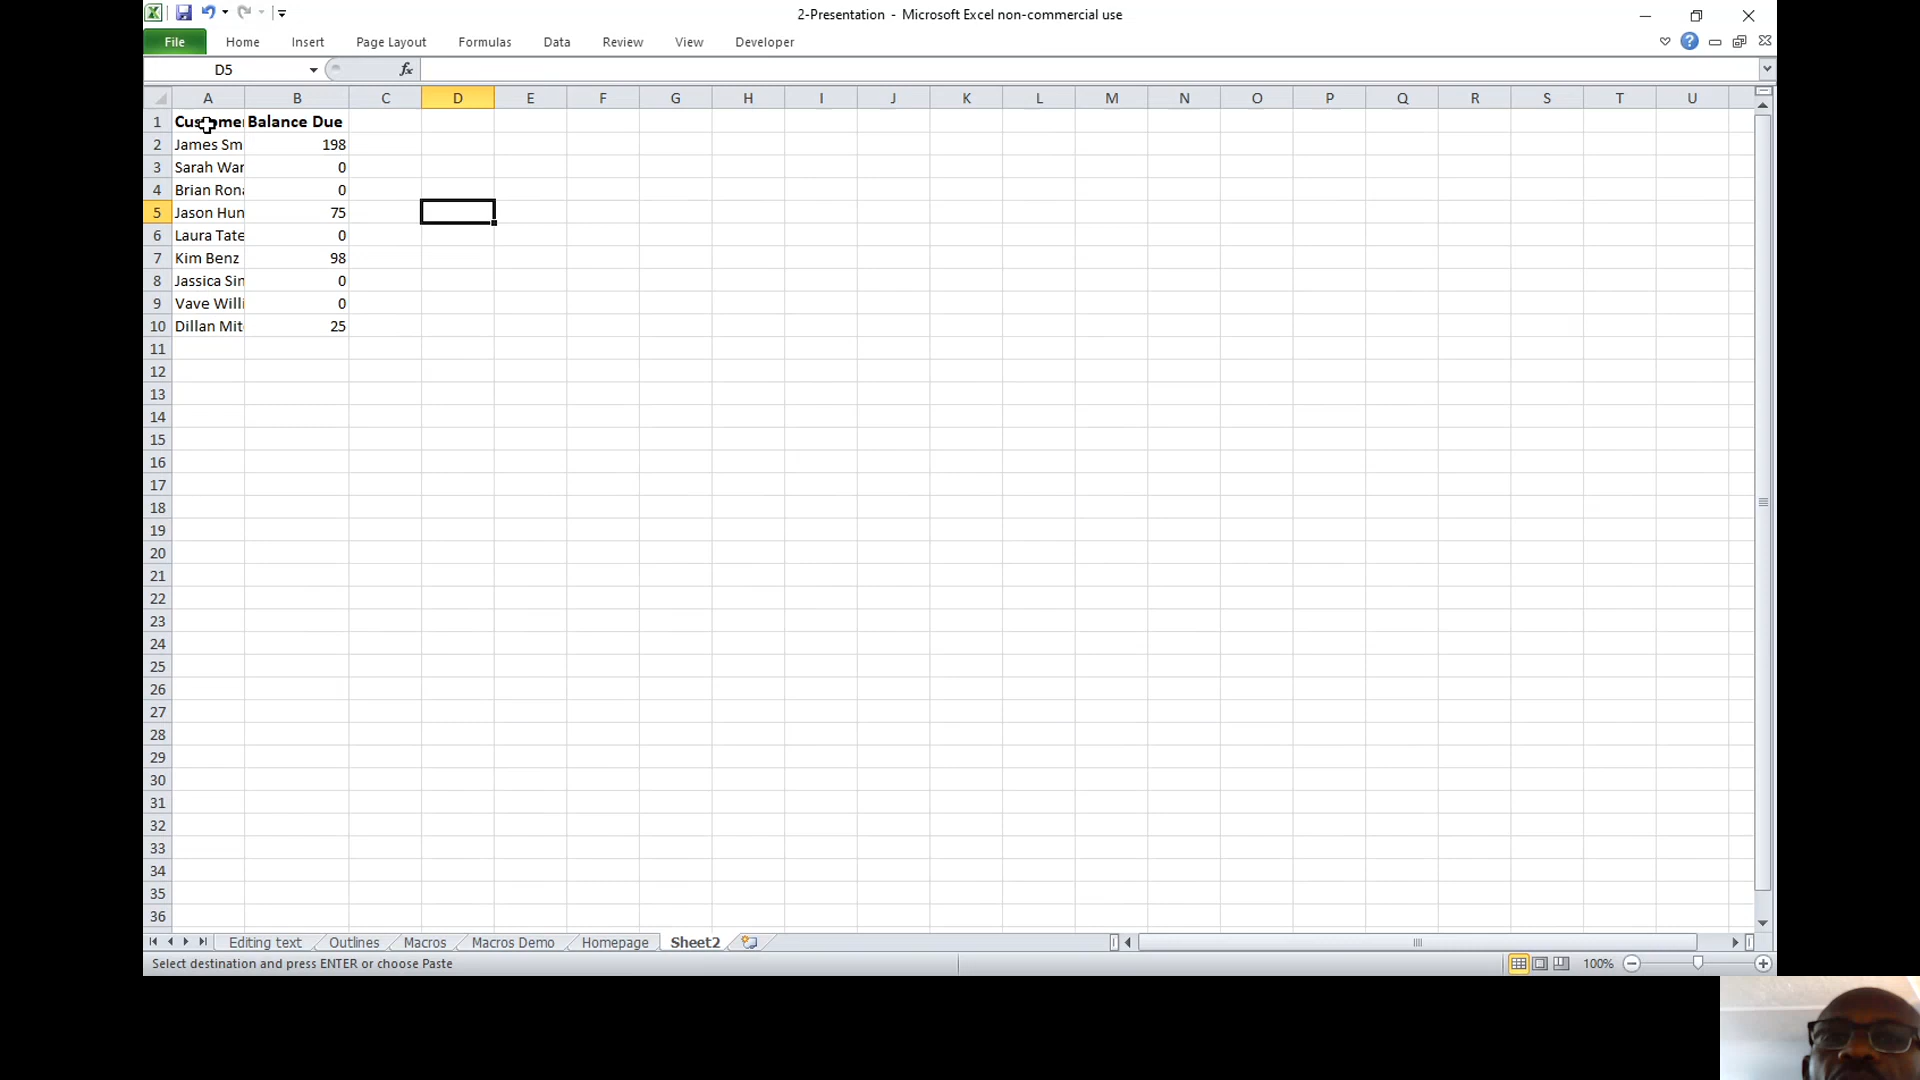 2-Presentation - Microsoft Excel non-commercial use
File Home Insert Page Layout Formulas Data Review View Developer
D5 fx
A B C D E F G H I J K L M N O P Q R S T U
1 Balance Due
2 James Sm 198
3 Sarah War 0
4 Brian Rona 0
5 Jason Hun 75
6 Laura Tate 0
7 Kim Benz 98
8 Jassica Sin 0
9 Vave Willi 0
10 Dillan Mit 25
11
12
13
14
15
16
17
18
19
20
21
22
23
24
25
26
27
28
29
30
31
32
33
34
35
36
Editing text Outlines Macros Macros Demo Homepage Sheet2
Select destination and press ENTER or choose Paste 100%